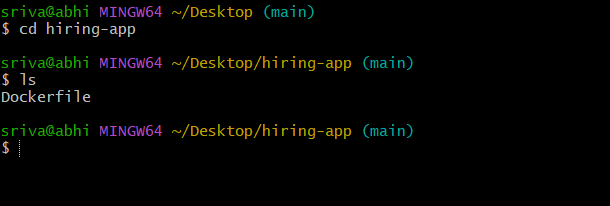 sriva@abhi MINGW64 ~/Desktop (main)
$ cd hiring-app
sriva@abhi MINGW64 ~/Desktop/hiring-app (main)
$ ls
Dockerfile
sriva@abhi MINGW64 ~/Desktop/hiring-app (main)
$